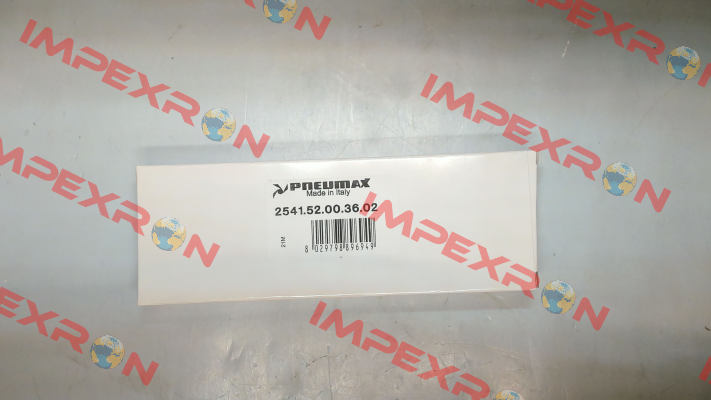 PNEUMAX
Made in Italy
2541.52.00.36.02
21M
8 029798 896949
IMPEXRON
IMPEXRON
IMPEXRON
IMPEXRON
IMPEXRON
IMPEXRON
IMPEXRON